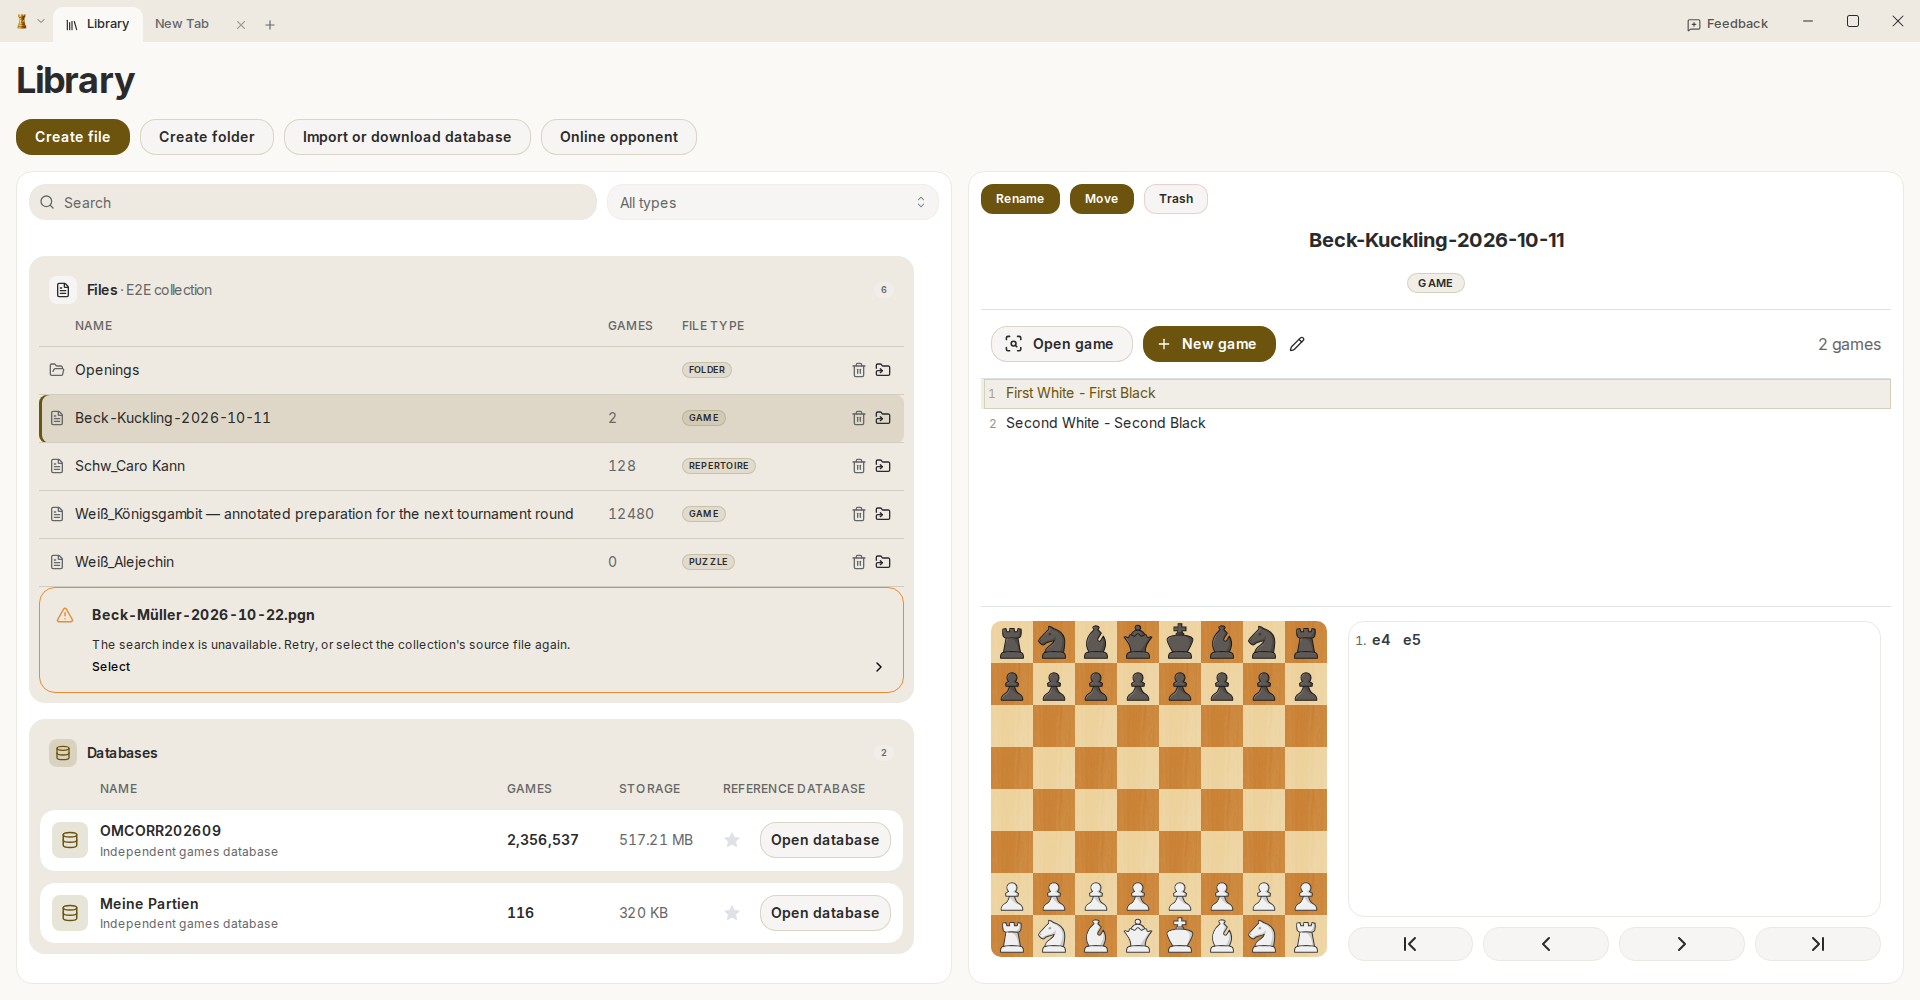 Library
New Tab
Feedback
Library
Create file
Create folder
Import or download database
Online opponent
Search
All types
Files · E2E collection
6
NAME GAMES FILE TYPE
Openings FOLDER
Beck-Kuckling-2026-10-11 2 GAME
Schw_Caro Kann 128 REPERTOIRE
Weiß_Königsgambit — annotated preparation for the next tournament round 12480 GAME
Weiß_Alejechin 0 PUZZLE
Beck-Müller-2026-10-22.pgn
The search index is unavailable. Retry, or select the collection's source file again.
Select
Databases
2
NAME GAMES STORAGE REFERENCE DATABASE
OMCORR202609
Independent games database
2,356,537 517.21 MB Open database
Meine Partien
Independent games database
116 320 KB Open database
Rename
Move
Trash
Beck-Kuckling-2026-10-11
GAME
Open game
New game
2 games
1 First White - First Black
2 Second White - Second Black
1. e4 e5